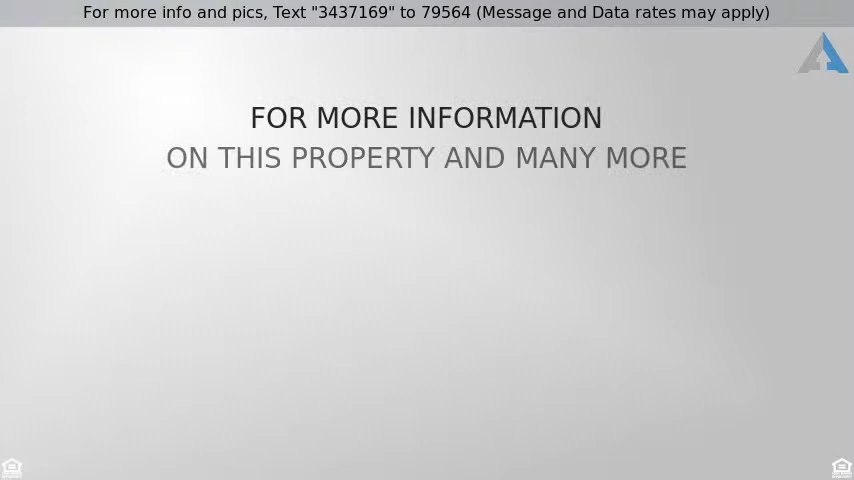 For more info and pics, Text "3437169" to 79564 (Message and Data rates may apply)
FOR MORE INFORMATION
ON THIS PROPERTY AND MANY MORE